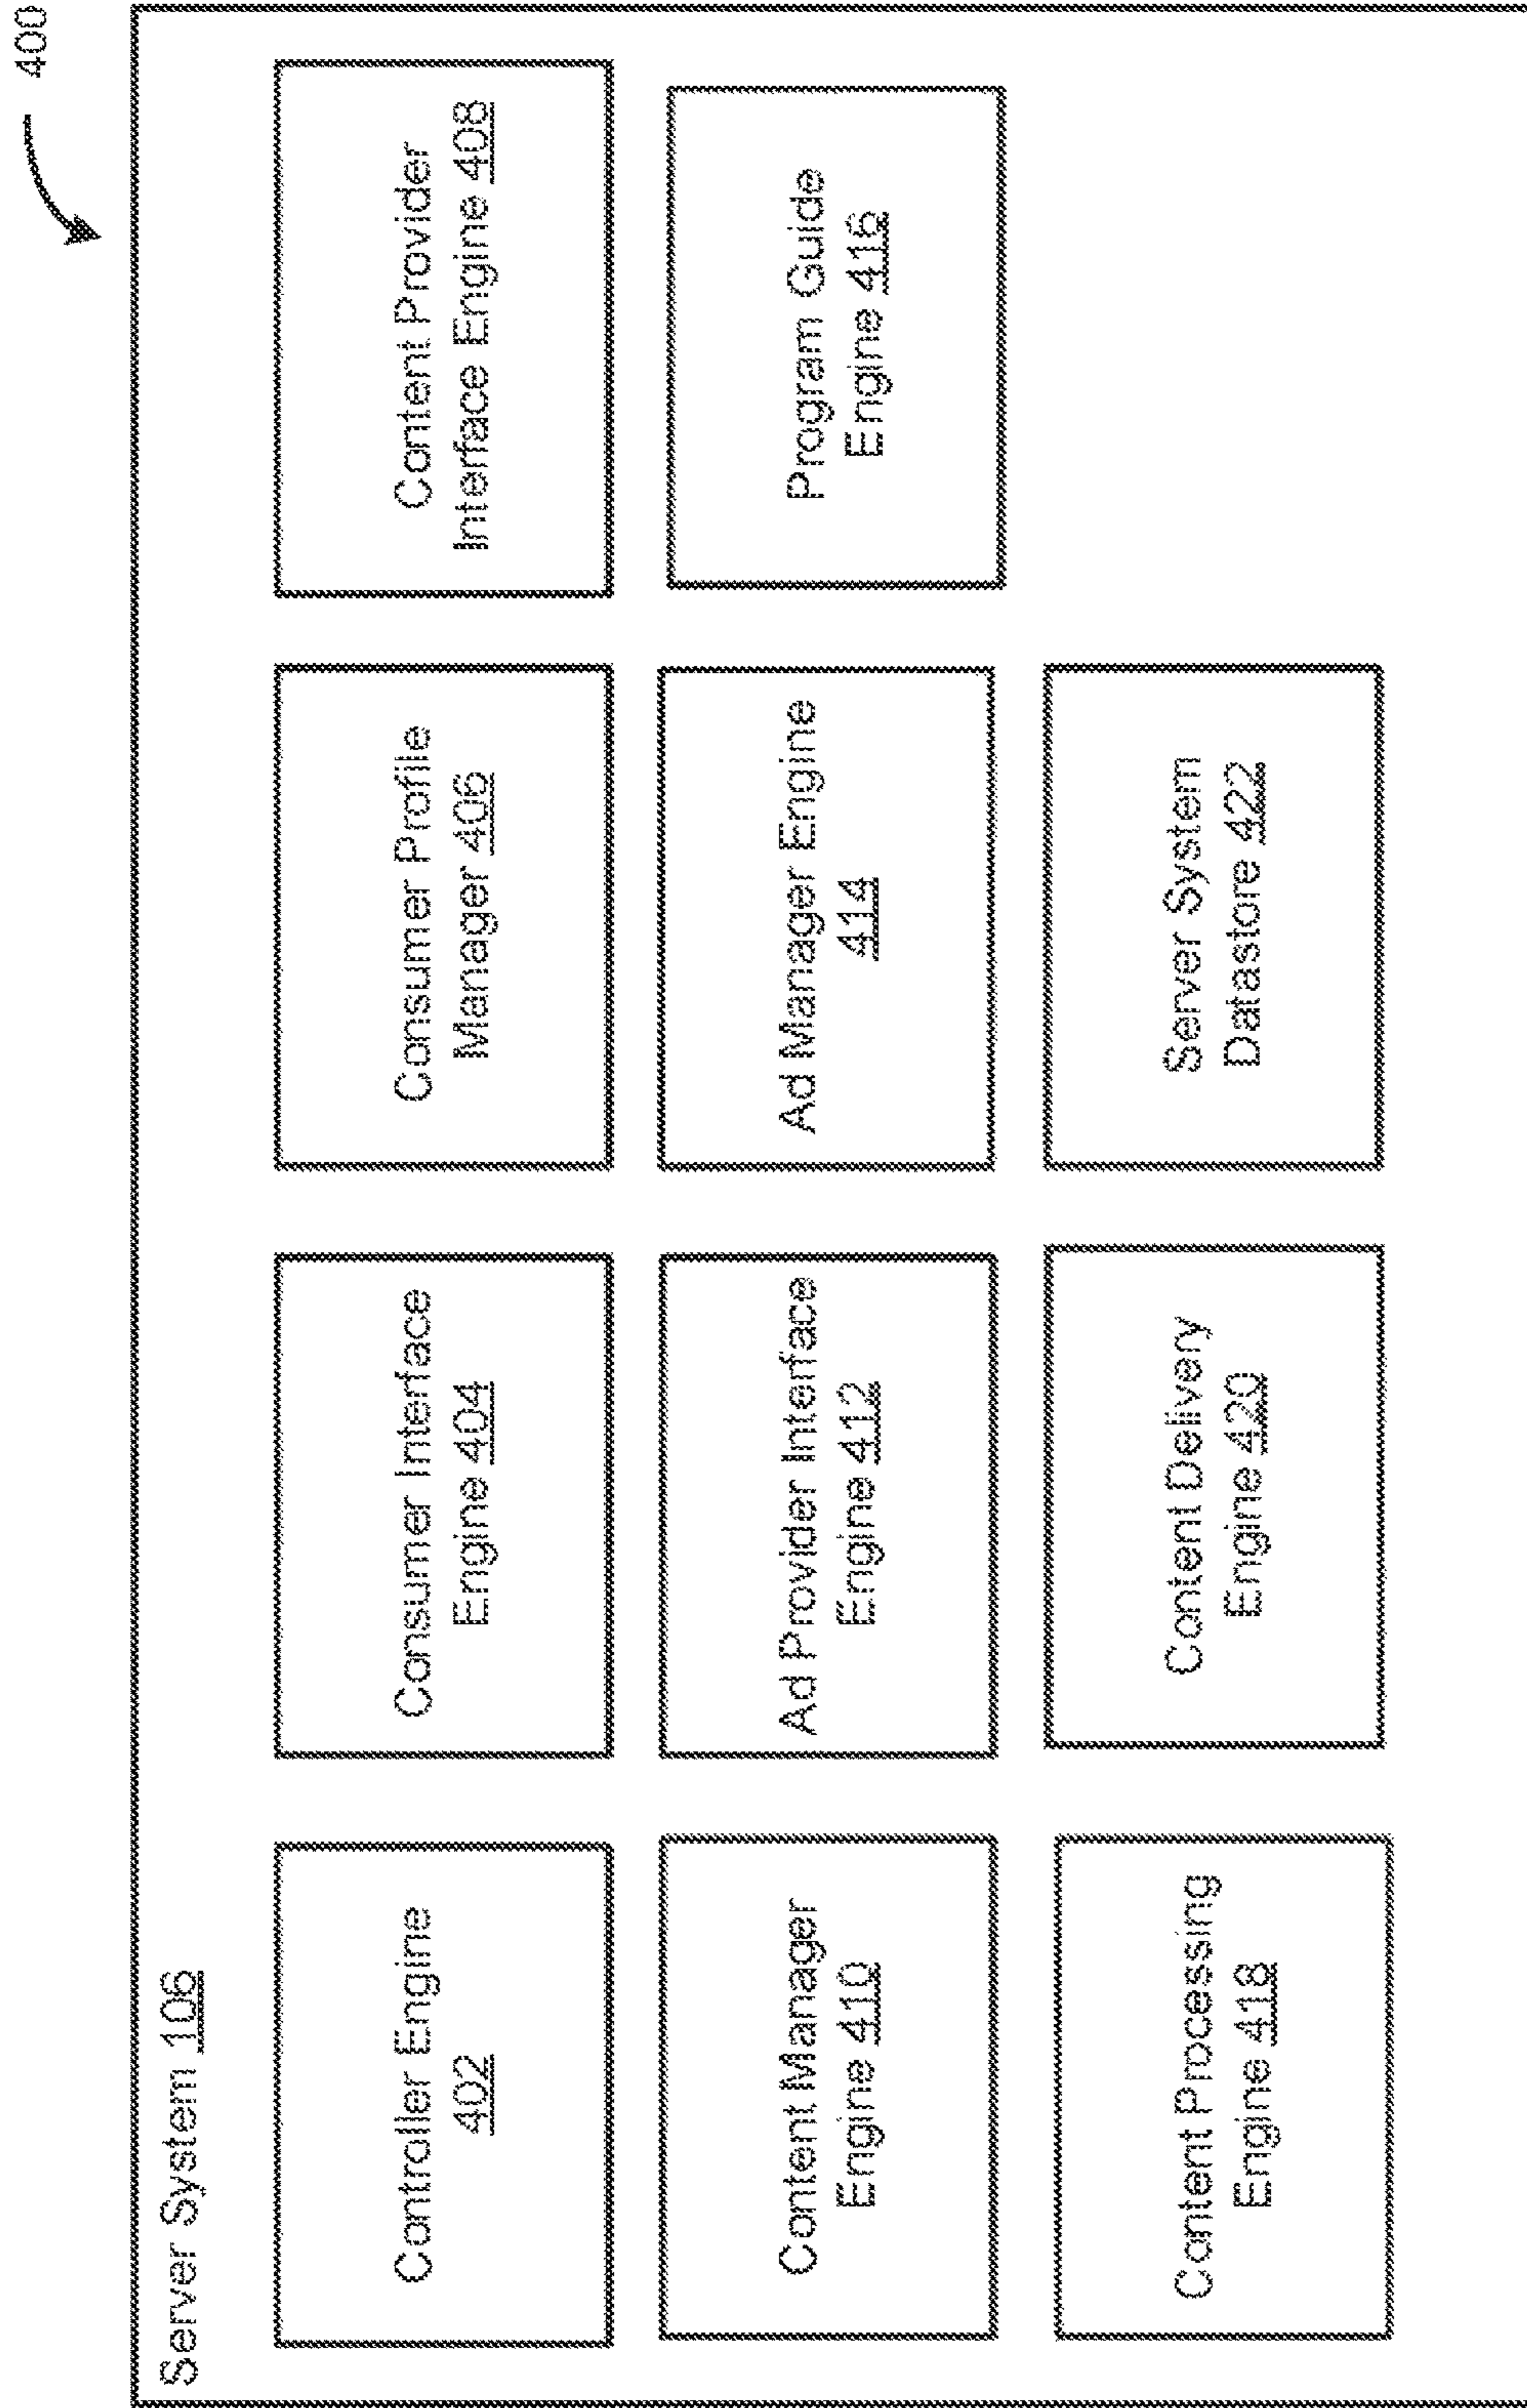 400
Server System 106
Controller Engine
402
Consumer Interface
Engine 404
Consumer Profile
Manager 406
Content Provider
Interface Engine 408
Content Manager
Engine 410
Ad Provider Interface
Engine 412
Ad Manager Engine
414
Program Guide
Engine 416
Content Processing
Engine 418
Content Delivery
Engine 420
Server System
Datastore 422